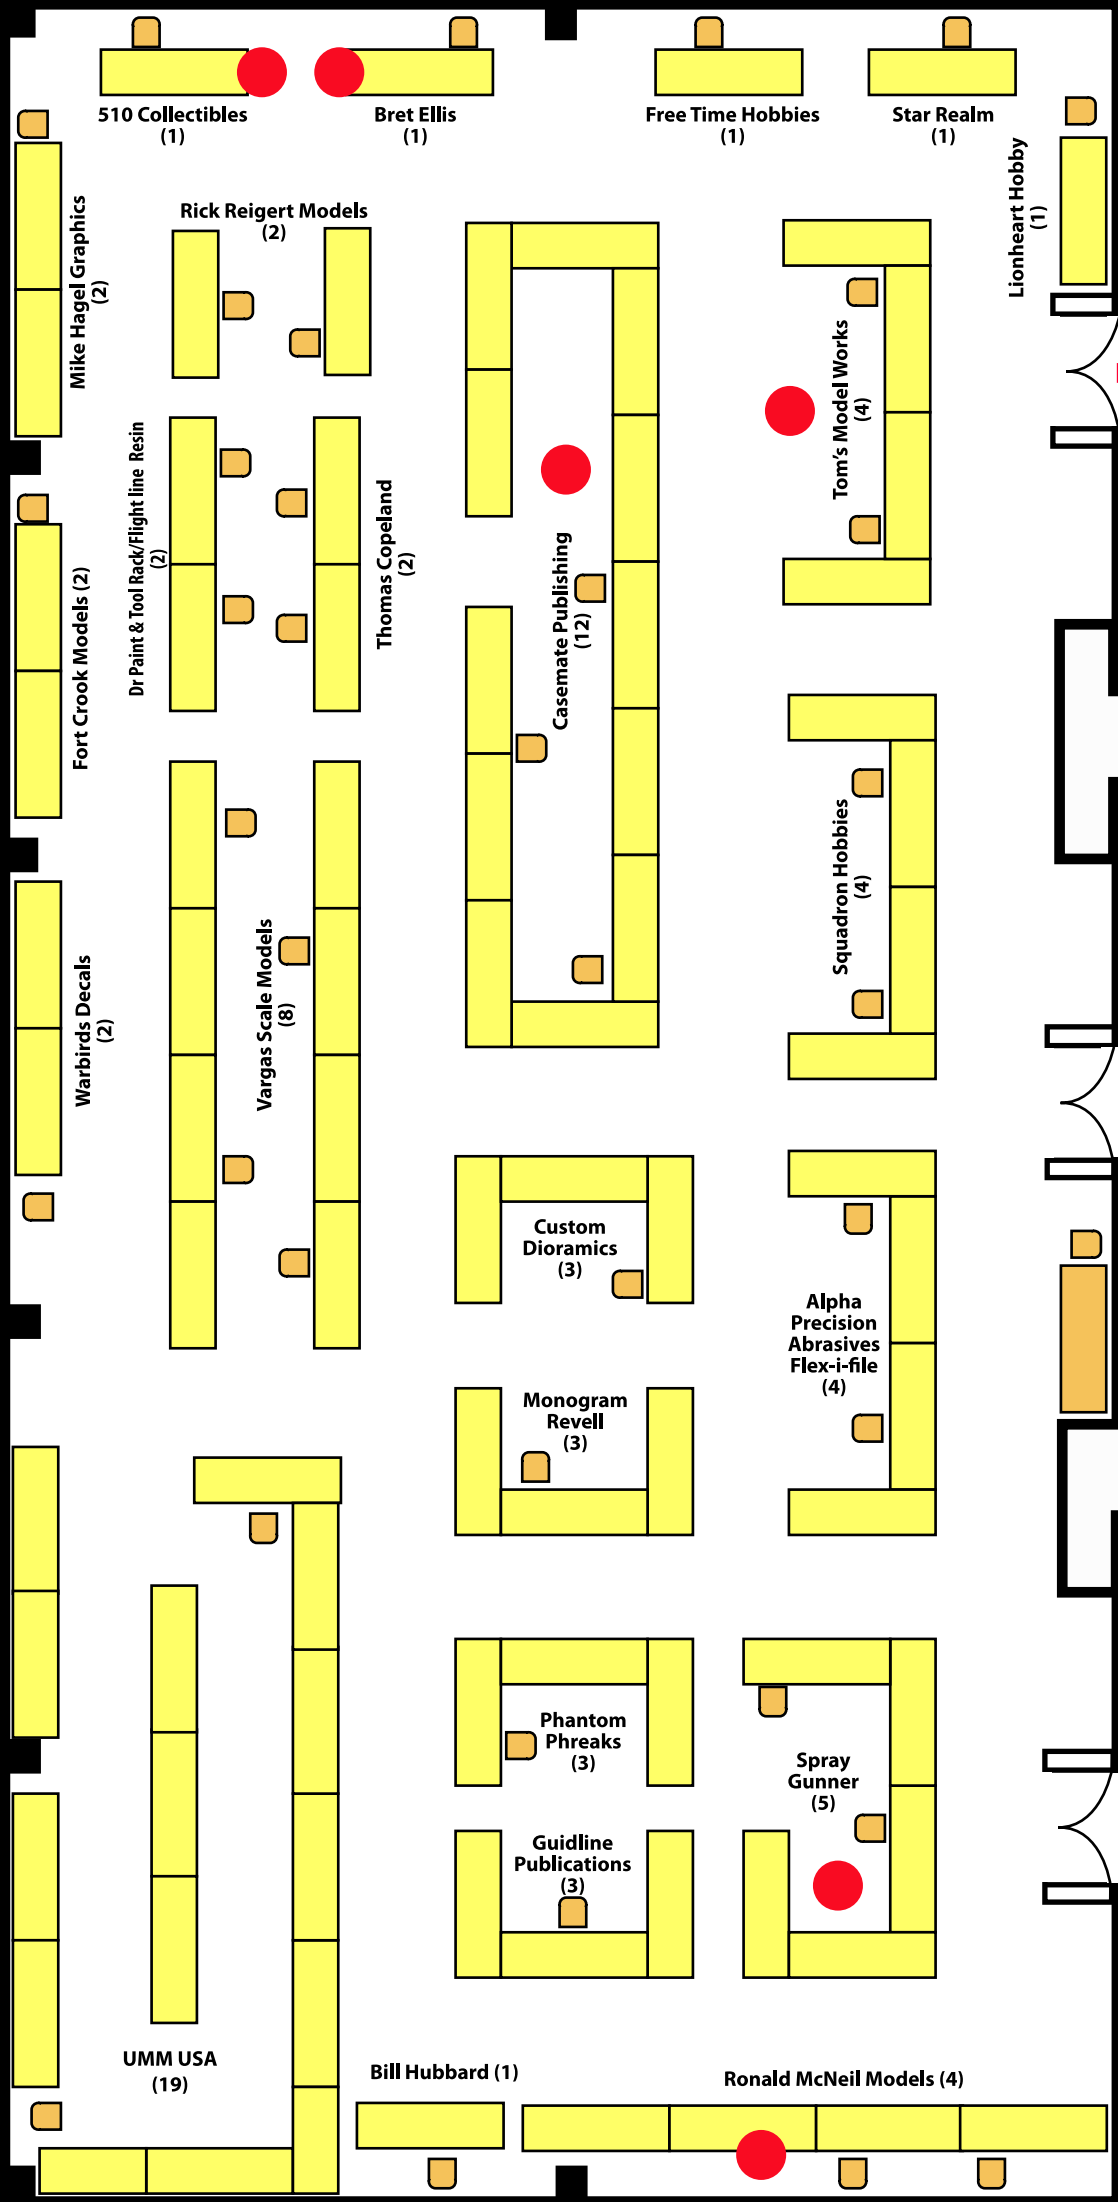 510 Collectibles
(1)
Bret Ellis
(1)
Free Time Hobbies
(1)
Star Realm
(1)
Lionheart Hobby
(1)
Mike Hagel Graphics
(2)
Rick Reigert Models
(2)
Tom's Model Works
(4)
Dr Paint & Tool Rack/Flight line Resin
(2)
Thomas Copeland
(2)
Casemate Publishing
(12)
Fort Crook Models (2)
Squadron Hobbies
(4)
Warbirds Decals
(2)
Vargas Scale Models
(8)
Custom
Dioramics
(3)
Alpha
Precision
Abrasives
Flex-i-file
(4)
Monogram
Revell
(3)
Phantom
Phreaks
(3)
Spray
Gunner
(5)
Guidline
Publications
(3)
UMM USA
(19)
Bill Hubbard (1)
Ronald McNeil Models (4)